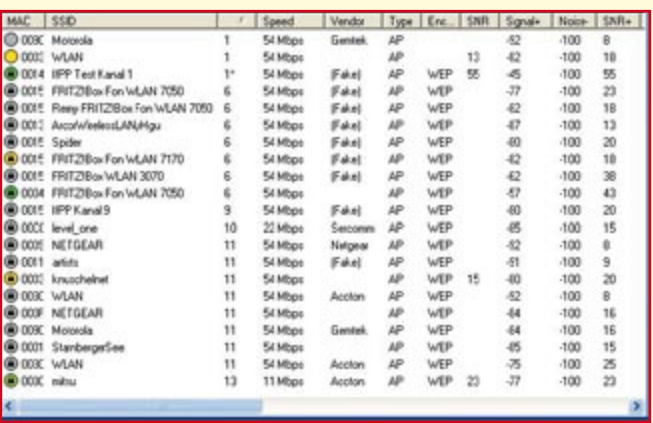 MAC SSID / Speed Vendor Type Enc... SNR Signal+ Noise- SNR+
Motorola 1 54 Mbps Gemtek AP -100 8
WLAN 1 54 Mbps AP 13 -82 -100 18
0014 IIPP Test Kanal 1 1* 54 Mbps (Fake) AP WEP 55 -45 -100 55
FRITZ!Box Fon WLAN 7050 6 54 Mbps (Fake) AP WEP -77 -100 23
Remy FRITZ!Box Fon WLAN 7050 6 54 Mbps (Fake) AP WEP -82 -100 18
6 54 Mbps (Fake) AP WEP -87 -100 13
Spider 6 54 Mbps (Fake) AP WEP -80 -100 20
FRITZ!Box Fon WLAN 7170 6 54 Mbps (Fake) AP WEP -82 -100 18
FRITZ!Box WLAN 3070 6 54 Mbps (Fake) AP WEP -62 -100 38
0004 FRITZ!Box Fon WLAN 7050 6 54 Mbps AP WEP -57 -100 43
IIPP Kanal 9 9 54 Mbps (Fake) AP WEP -80 -100 20
level_one 10 22 Mbps Sercomm AP WEP -85 -100 15
NETGEAR 11 54 Mbps Netgear AP WEP -100 8
0011 artists 11 54 Mbps (Fake) AP WEP -91 -100 9
knuschelnet 11 54 Mbps AP WEP 15 -80 -100 20
WLAN 11 54 Mbps Accton AP WEP -100 8
NETGEAR 11 54 Mbps AP WEP -84 -100 16
Motorola 11 54 Mbps Gemtek AP WEP -84 -100 16
0001 StarnbergerSee 11 54 Mbps AP WEP -85 -100 15
WLAN 11 54 Mbps Accton AP WEP -75 -100 25
mitsu 13 11 Mbps Accton AP WEP 23 -77 -100 23